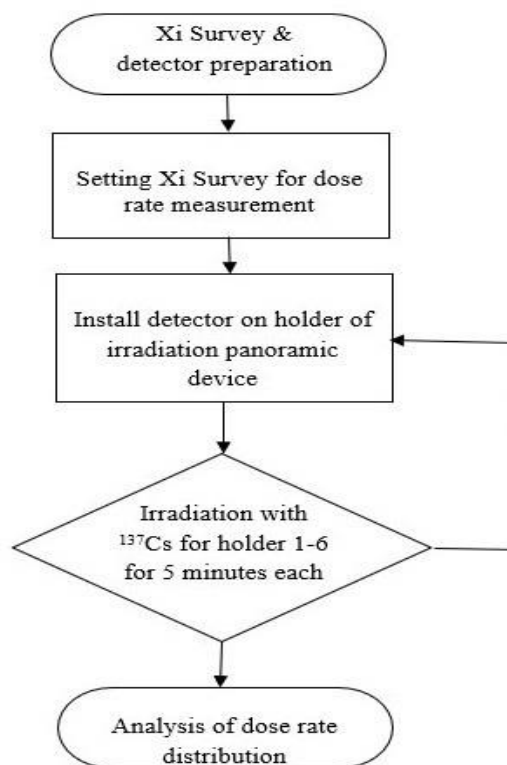 Xi Survey &
detector preparation
Setting Xi Survey for dose
rate measurement
Install detector on holder of
irradiation panoramic
device
Irradiation with
¹³⁷Cs for holder 1-6
for 5 minutes each
Analysis of dose rate
distribution